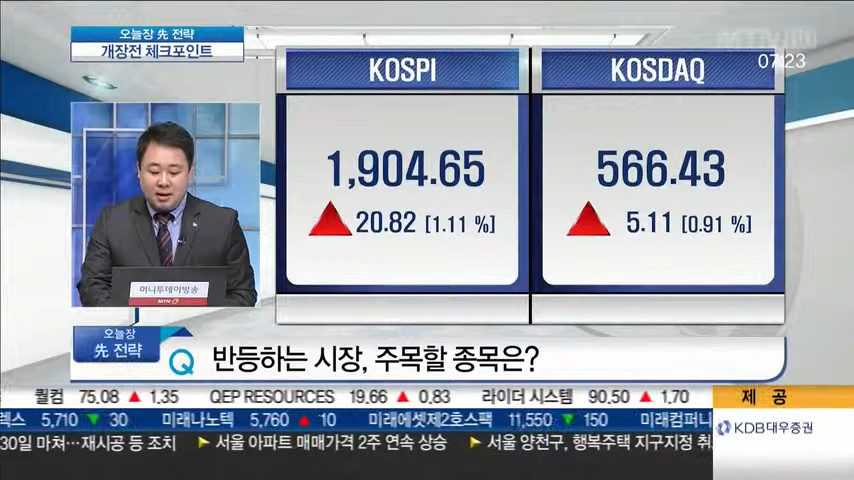 오늘장 先 전략
개장전 체크포인트
MTN HD
07:23
KOSPI
1,904.65
▲ 20.82 [1.11 %]
KOSDAQ
566.43
▲ 5.11 [0.91 %]
머니투데이방송
MTN
오늘장
先 전략
Q 반등하는 시장, 주목할 종목은?
퀄컴 75.08 ▲ 1.35 QEP RESOURCES 19.66 ▲ 0.83 라이더 시스템 90.50 ▲ 1.70
렉스 5,710 ▼ 30 미래나노텍 5,760 ▲ 10 미래에셋제2호스팩 11,550 ▼ 150 미래컴퍼니
30일 마쳐…재시공 등 조치 ▶ 서울 아파트 매매가격 2주 연속 상승 ▶ 서울 양천구, 행복주택 지구지정 취
제 공
KDB대우증권